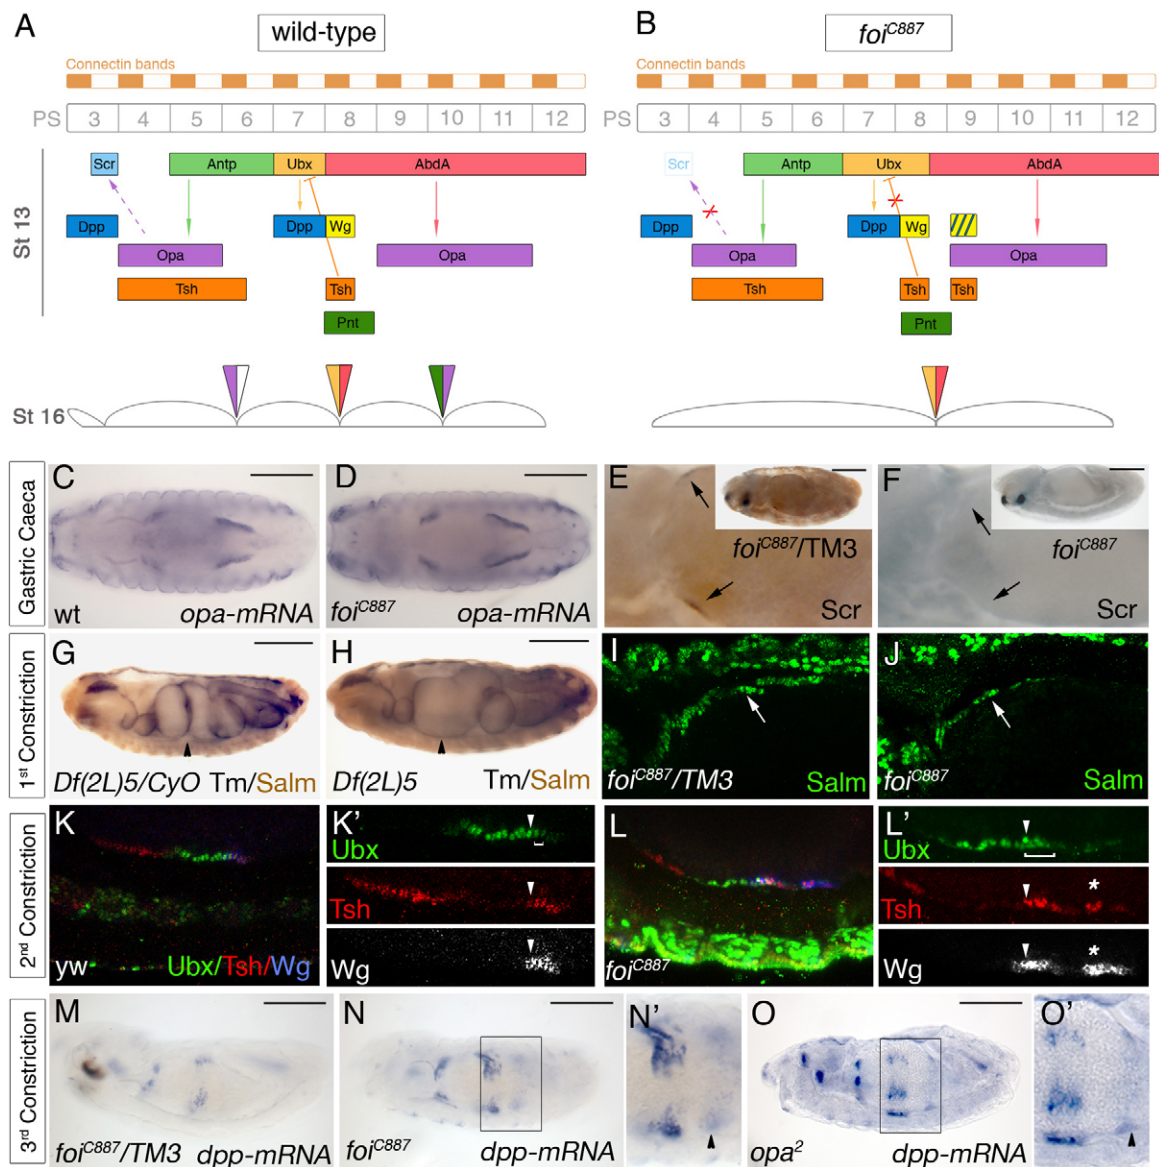 A
wild-type
B
foiC887
Connectin bands
Connectin bands
PS 3 4 5 6 7 8 9 10 11 12
PS 3 4 5 6 7 8 9 10 11 12
St 13
Scr Antp Ubx AbdA
Scr Antp Ubx AbdA
Dpp Dpp Wg
Dpp Dpp Wg
Opa Opa
Opa Opa
Tsh Tsh
Tsh Tsh Tsh
Pnt
Pnt
St 16
Gastric Caeca
C
wt opa-mRNA
D
foiC887 opa-mRNA
E
foiC887/TM3
Scr
F
foiC887
Scr
1st Constriction
G
Df(2L)5/CyO Tm/Salm
H
Df(2L)5 Tm/Salm
I
foiC887/TM3 Salm
J
foiC887 Salm
2nd Constriction
K
yw Ubx/Tsh/Wg
K'
Ubx
Tsh
Wg
L
foiC887
L'
Ubx
Tsh *
Wg *
3rd Constriction
M
foiC887/TM3 dpp-mRNA
N
foiC887 dpp-mRNA
N'
O
opa2 dpp-mRNA
O'